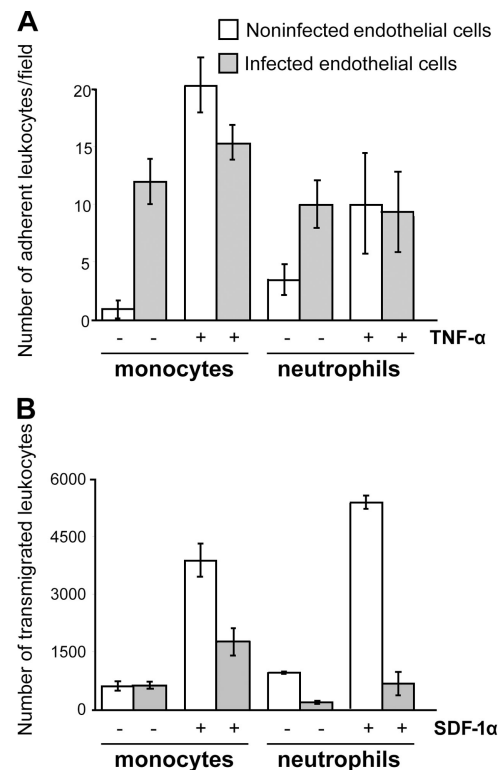 A
Noninfected endothelial cells
Infected endothelial cells
Number of adherent leukocytes/field
20
15
10
5
0
- - + + - - + + TNF-α
monocytes neutrophils
B
Number of transmigrated leukocytes
6000
4500
3000
1500
0
- - + + - - + + SDF-1α
monocytes neutrophils